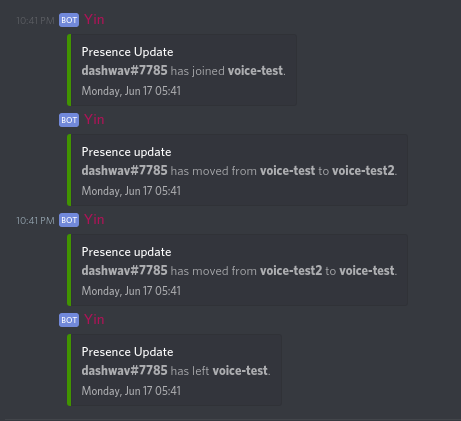 10:41 PM BOT Yin
Presence Update
dashwav#7785 has joined voice-test.
Monday, Jun 17 05:41
BOT Yin
Presence update
dashwav#7785 has moved from voice-test to voice-test2.
Monday, Jun 17 05:41
10:41 PM BOT Yin
Presence update
dashwav#7785 has moved from voice-test2 to voice-test.
Monday, Jun 17 05:41
BOT Yin
Presence Update
dashwav#7785 has left voice-test.
Monday, Jun 17 05:41